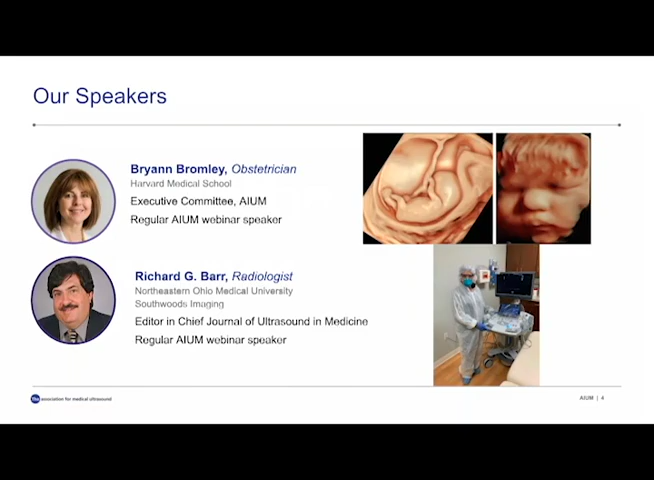 Our Speakers
Bryann Bromley, Obstetrician
Harvard Medical School
Executive Committee, AIUM
Regular AIUM webinar speaker
Richard G. Barr, Radiologist
Northeastern Ohio Medical University
Southwoods Imaging
Editor in Chief Journal of Ultrasound in Medicine
Regular AIUM webinar speaker
association for medical ultrasound
AIUM | 4